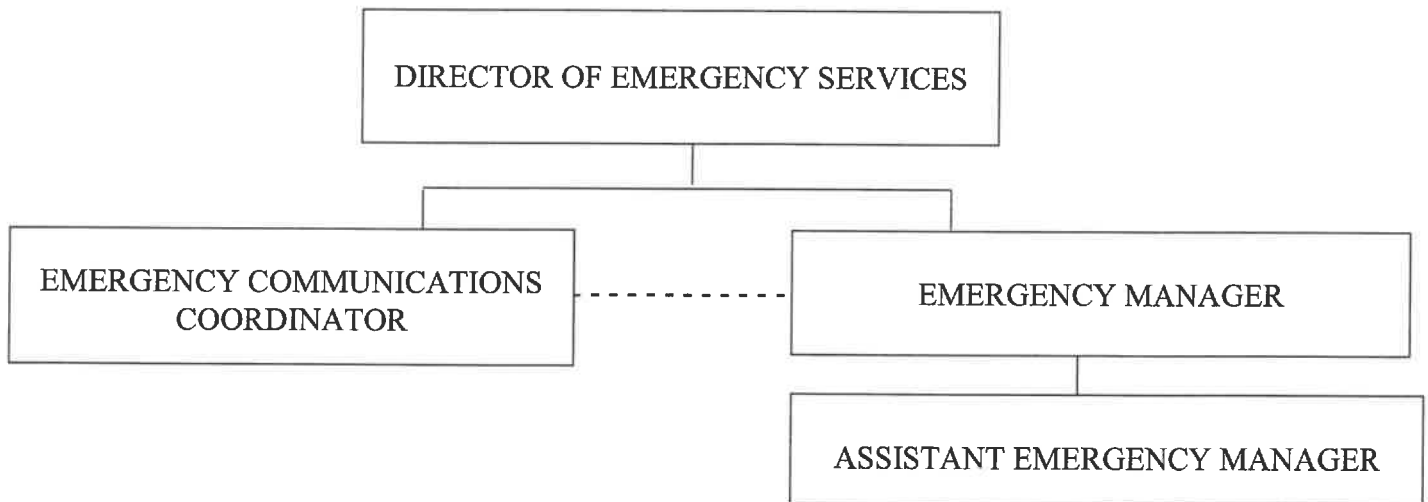 DIRECTOR OF EMERGENCY SERVICES
EMERGENCY COMMUNICATIONS
COORDINATOR
EMERGENCY MANAGER
ASSISTANT EMERGENCY MANAGER